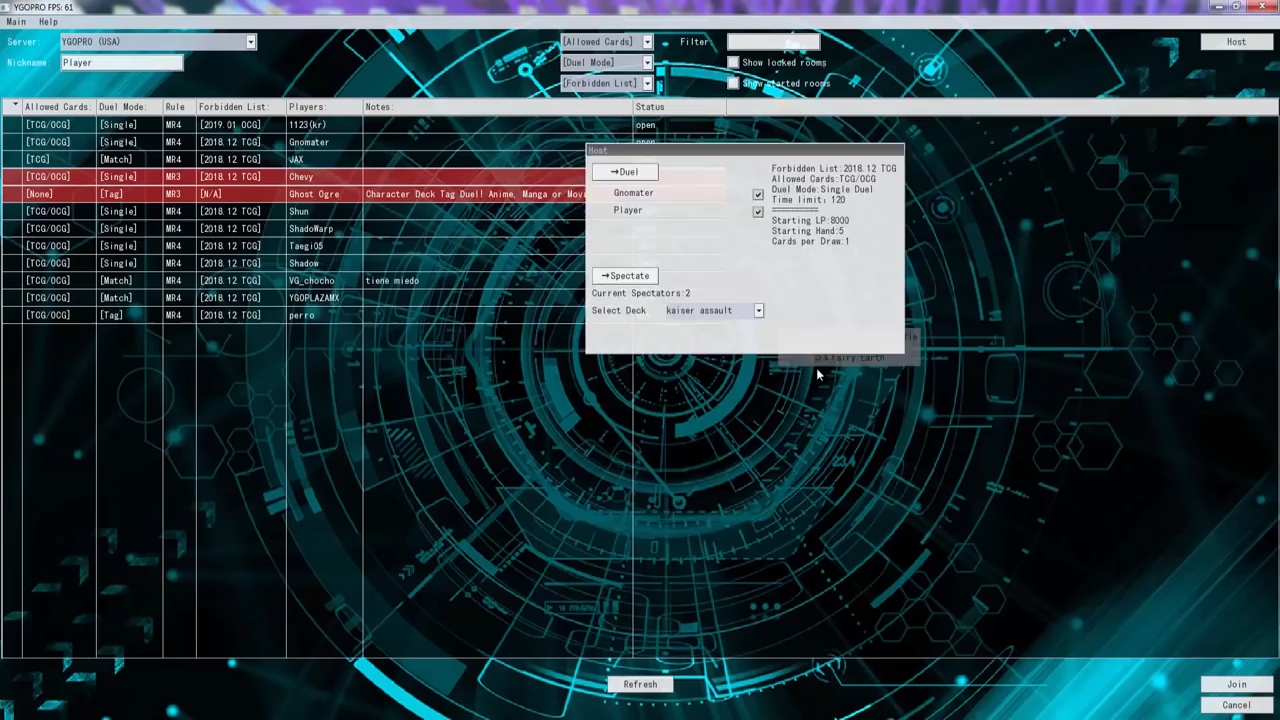 YGOPRO FPS: 61
Main Help
Server: YGOPRO (USA) [Allowed Cards] Filter Host
Nickname Player [Duel Mode] Show locked rooms
[Forbidden List] Show started rooms
Allowed Cards: Duel Mode: Rule Forbidden List: Players: Notes: Status
[TCG/OCG] [Single] MR4 [2019.01 OCG] 1123(kr) open
[TCG/OCG] [Single] MR4 [2018.12 TCG] Gnomater open
[TCG] [Match] MR4 [2018.12 TCG] JAX
[TCG/OCG] [Single] MR3 [2018.12 TCG] Chevy
[None] [Tag] MR3 [N/A] Ghost Ogre Character Deck Tag Duel! Anime, Manga or Mov
[TCG/OCG] [Single] MR4 [2018.12 TCG] Shun
[TCG/OCG] [Single] MR4 [2018.12 TCG] ShadoWarp
[TCG/OCG] [Single] MR4 [2018.12 TCG] Taegi05
[TCG/OCG] [Single] MR4 [2018.12 TCG] Shadow
[TCG/OCG] [Match] MR4 [2018.12 TCG] VG_chocho tiene miedo
[TCG/OCG] [Match] MR4 [2018.12 TCG] YGOPLAZAMX
[TCG/OCG] [Tag] MR4 [2018.12 TCG] perro
Host
→Duel
Gnomater
Player
→Spectate
Current Spectators:2
Select Deck kaiser assault
Forbidden List:2018.12 TCG
Allowed Cards:TCG/OCG
Duel Mode:Single Duel
Time limit: 120
==========
Starting LP:8000
Starting Hand:5
Cards per Draw:1
Fairy/Earth
23.4
Refresh
Join
Cancel